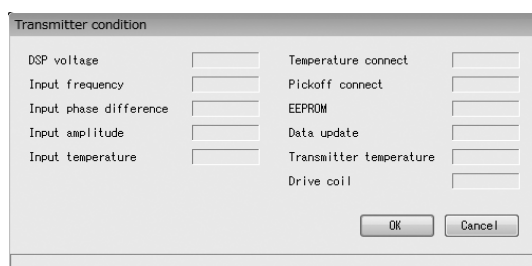 Transmitter condition
DSP voltage
Input frequency
Input phase difference
Input amplitude
Input temperature
Temperature connect
Pickoff connect
EEPROM
Data update
Transmitter temperature
Drive coil
OK
Cancel